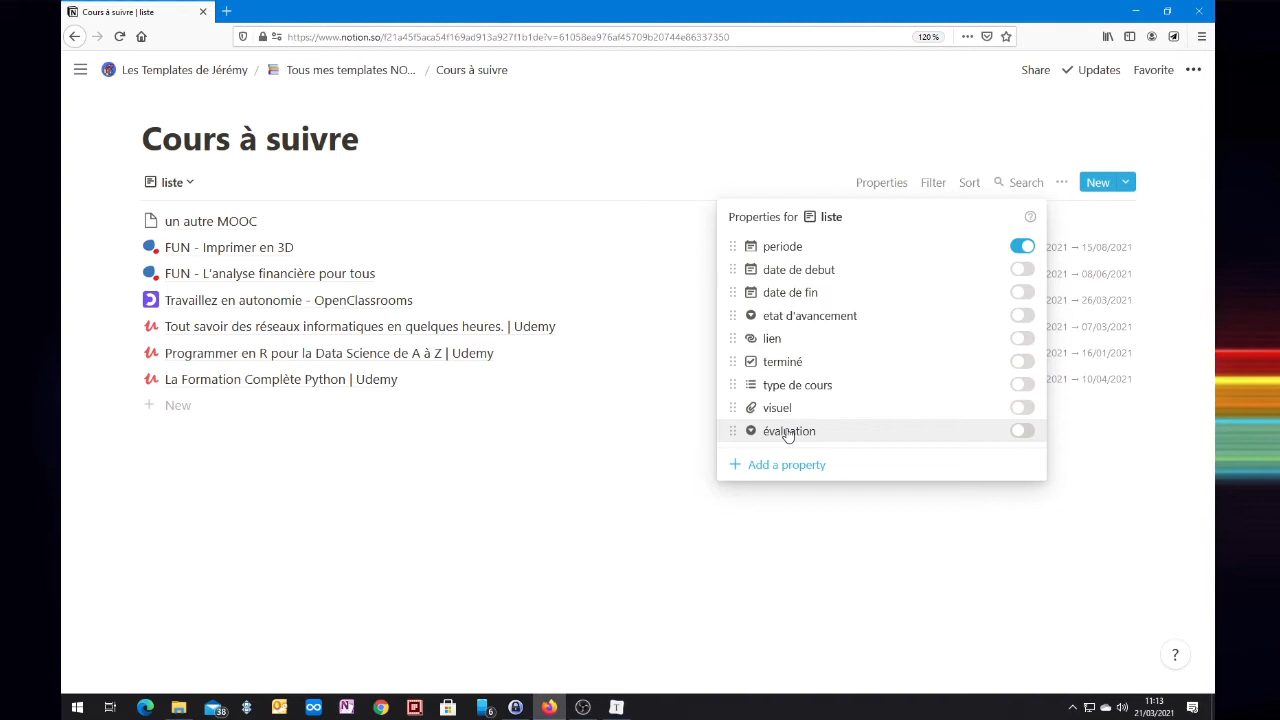 Cours à suivre | liste
https://www.notion.so/f21a45f5aca54f169ad913a927f1b1de?v=61058ea976af45709b20744e86337350
120%
Les Templates de Jérémy / Tous mes templates NO... / Cours à suivre
Share Updates Favorite
Cours à suivre
liste
Properties Filter Sort Search New
Properties for liste
un autre MOOC
periode
FUN - Imprimer en 3D
2021 → 15/08/2021
date de debut
FUN - L'analyse financière pour tous
2021 → 08/06/2021
date de fin
Travaillez en autonomie - OpenClassrooms
2021 → 26/03/2021
etat d'avancement
Tout savoir des réseaux informatiques en quelques heures. | Udemy
2021 → 07/03/2021
lien
Programmer en R pour la Data Science de A à Z | Udemy
2021 → 16/01/2021
terminé
La Formation Complète Python | Udemy
2021 → 10/04/2021
type de cours
New
visuel
évaluation
Add a property
?
38
6
11:13
21/03/2021